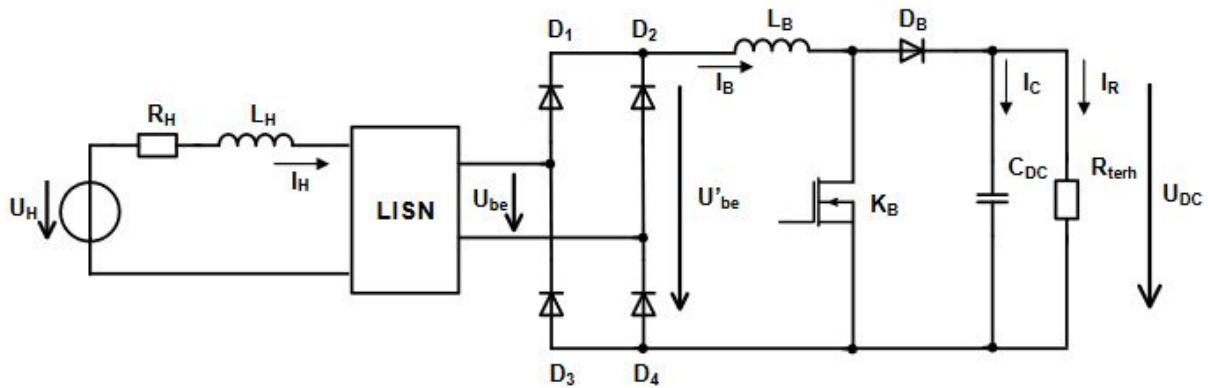 D1 D2 LB DB
RH LH IB IC IR
IH
UH LISN Ube U'be KB CDC Rterh UDC
D3 D4